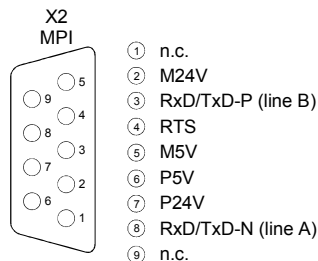 X2
MPI
5
9
4
8
3
7
2
6
1
1 n.c.
2 M24V
3 RxD/TxD-P (line B)
4 RTS
5 M5V
6 P5V
7 P24V
8 RxD/TxD-N (line A)
9 n.c.